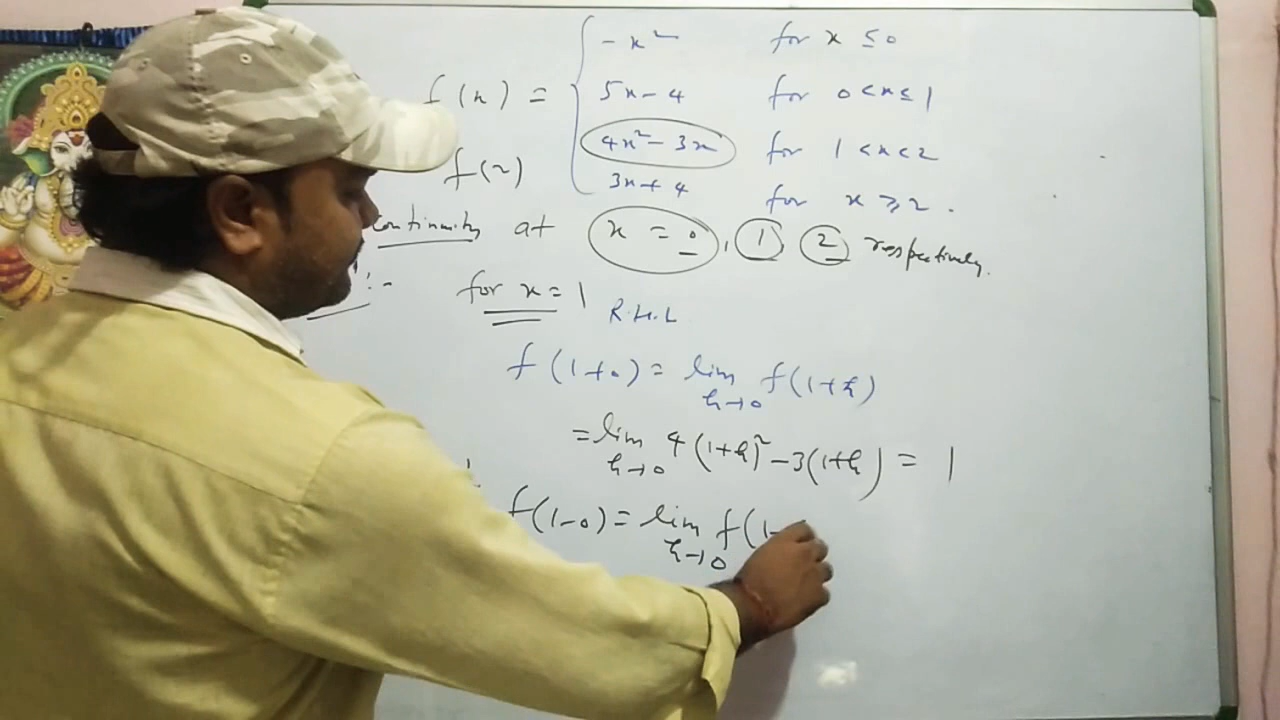 -x² for x ≤ 0
f(x) = 5x-4 for 0<x≤1
4x²-3x for 1<x<2
f(2) 3x+4 for x ≥ 2.
continuity at x = 0, 1 2 respectively.
:- for x = 1 R.H.L
f(1+0) = lim h→0 f(1+h)
= lim h→0 4(1+h)²-3(1+h) = 1
f(1-0) = lim h→0 f(1-